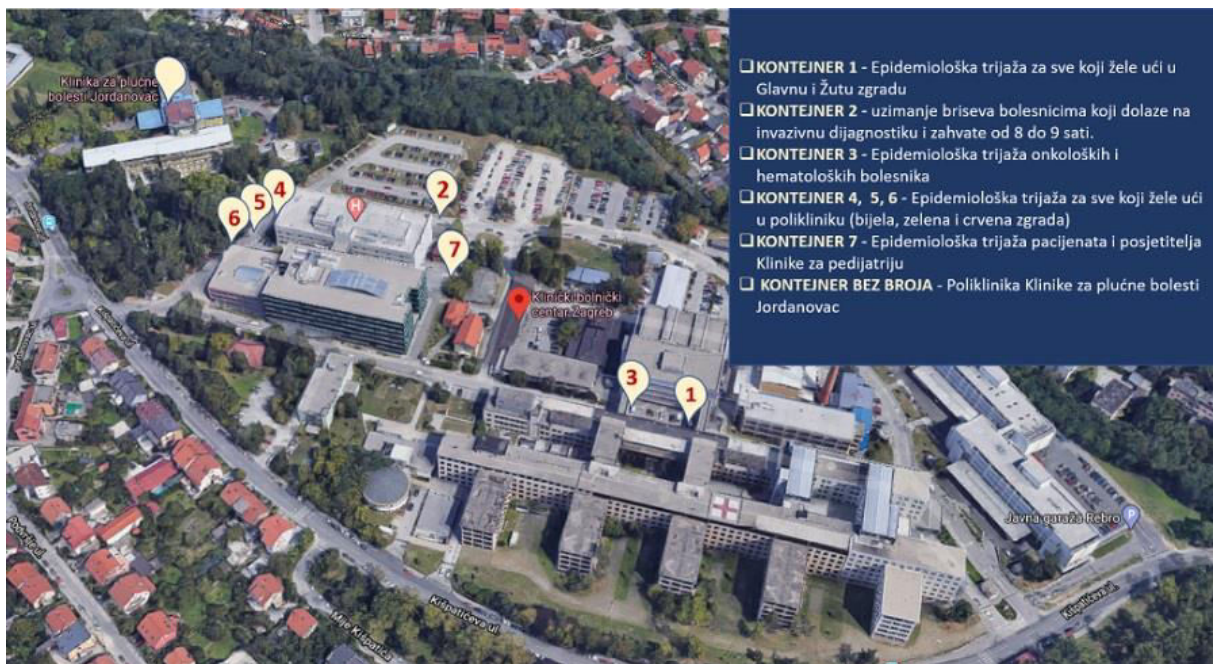 KONTEJNER 1 - Epidemiološka trijaža za sve koji žele ući u
Glavnu i Žutu zgradu
KONTEJNER 2 - uzimanje briseva bolesnicima koji dolaze na
invazivnu dijagnostiku i zahvate od 8 do 9 sati.
KONTEJNER 3 - Epidemiološka trijaža onkoloških i
hematoloških bolesnika
KONTEJNER 4, 5, 6 - Epidemiološka trijaža za sve koji žele ući
u polikliniku (bijela, zelena i crvena zgrada)
KONTEJNER 7 - Epidemiološka trijaža pacijenata i posjetitelja
Klinike za pedijatriju
KONTEJNER BEZ BROJA - Poliklinika Klinike za plućne bolesti
Jordanovac
Klinika za plućne
bolesti Jordanovac
4
2
5
H
6
7
Klinički bolnički
centar Zagreb
3
1
Javna garaža Rebro
P
Kišpatićeva ul.
Kišpatićeva ul.
Mije Kišpatića